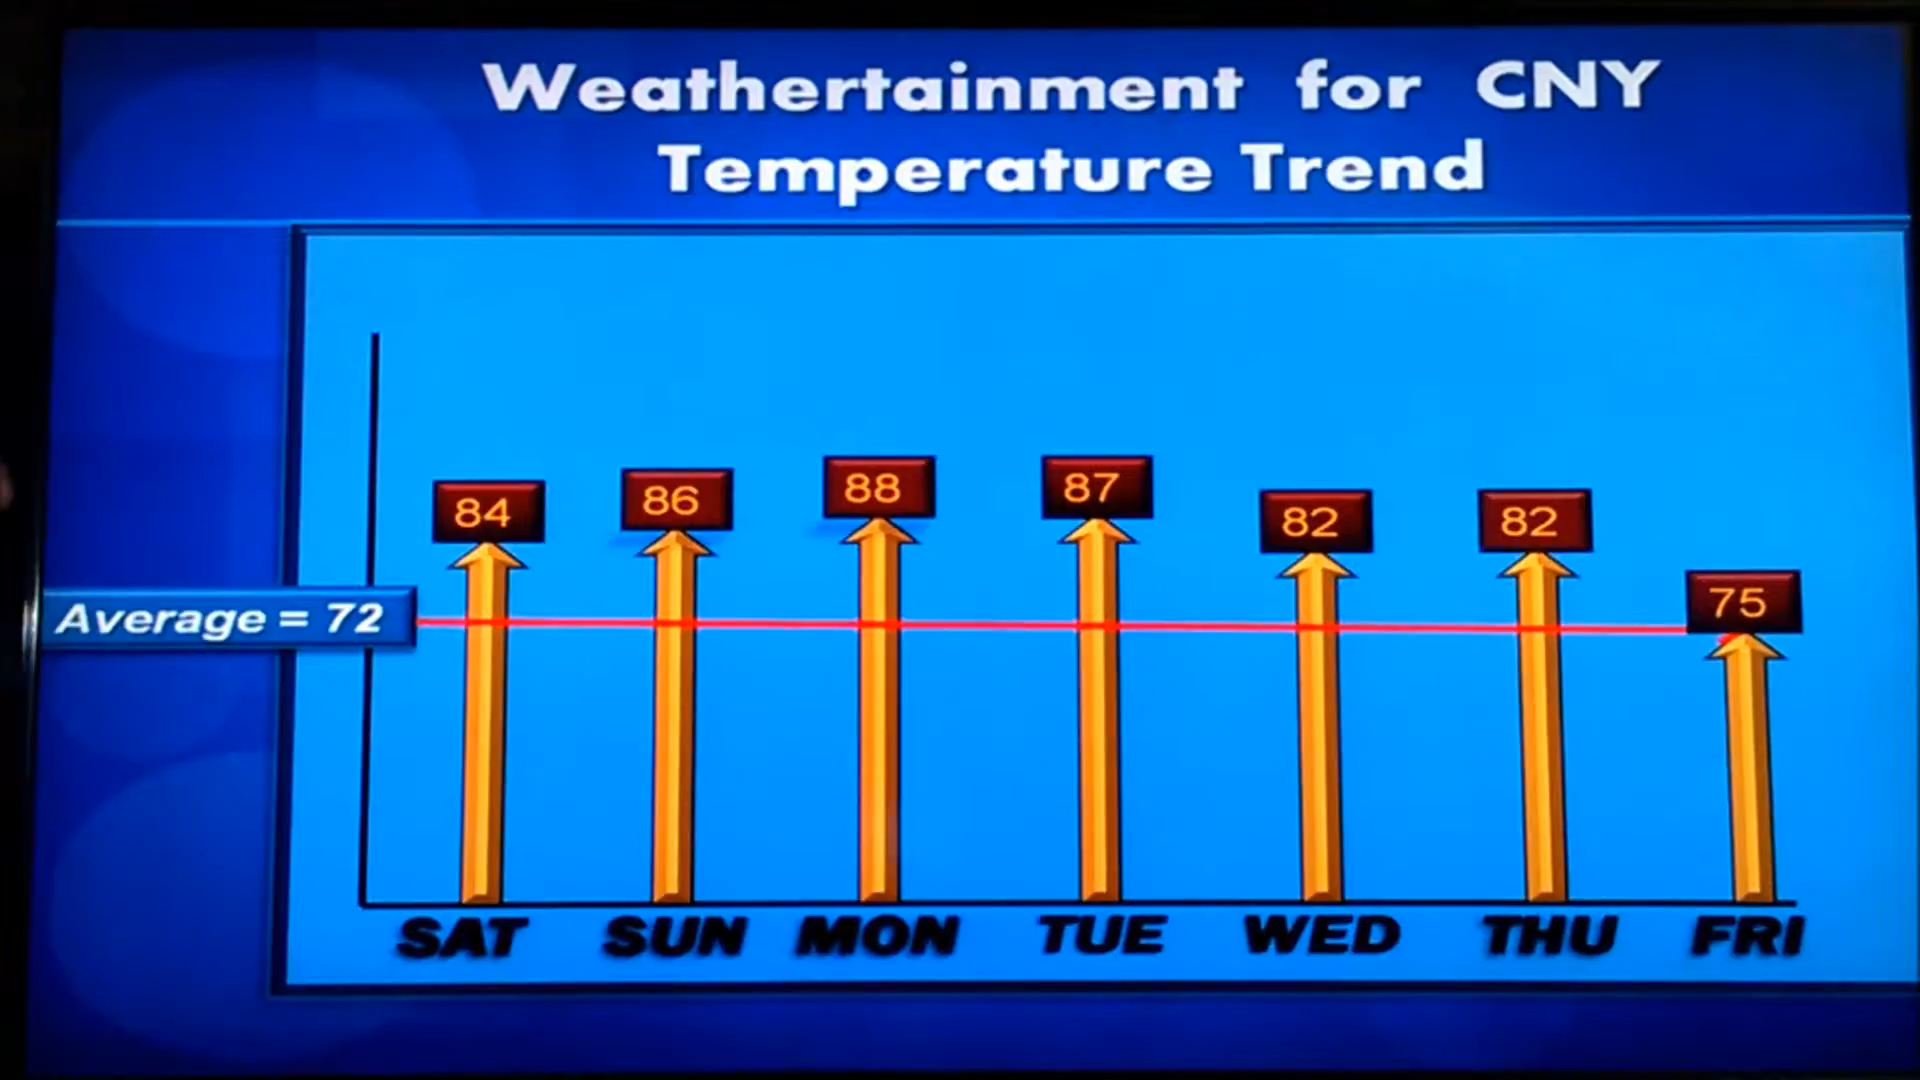 Weathertainment for CNY
Temperature Trend
84
86
88
87
82
82
75
Average = 72
SAT SUN MON TUE WED THU FRI